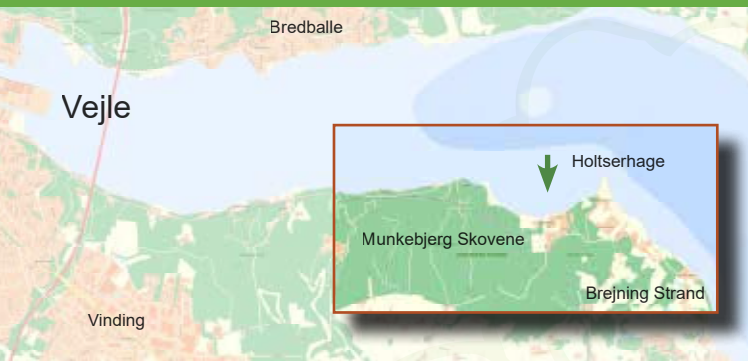 Bredballe
Vejle
Holtserhage
Munkebjerg Skovene
Brejning Strand
Vinding